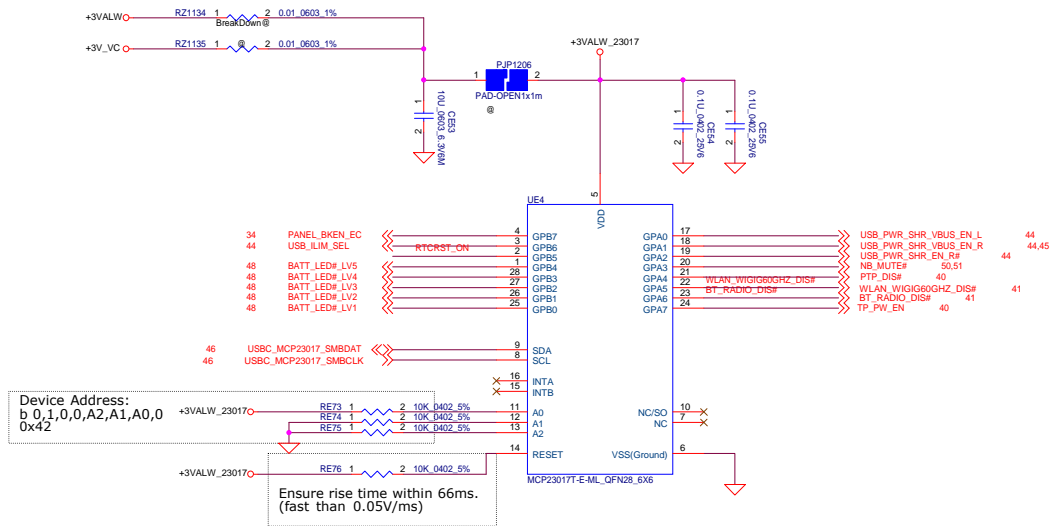 +3VALW RZ1134 1 2 0.01_0603_1%
BreakDown@
+3V_VC RZ1135 1 2 0.01_0603_1%
@
+3VALW_23017
PJP1206
1 2
PAD-OPEN1x1m
@
1 2 CE53
10U_0603_6.3V6M
1 2 CE54
0.1U_0402_25V6
1 2 CE55
0.1U_0402_25V6
UE4
5
VDD
34 PANEL_BKEN_EC 4 GPB7
44 USB_ILIM_SEL 3 GPB6
RTCRST_ON 2 GPB5
48 BATT_LED#_LV5 1 GPB4
48 BATT_LED#_LV4 28 GPB3
48 BATT_LED#_LV3 27 GPB2
48 BATT_LED#_LV2 26 GPB1
48 BATT_LED#_LV1 25 GPB0
GPA0 17 USB_PWR_SHR_VBUS_EN_L 44
GPA1 18 USB_PWR_SHR_VBUS_EN_R 44,45
GPA2 19 USB_PWR_SHR_EN_R# 44
GPA3 20 NB_MUTE# 50,51
GPA4 21 PTP_DIS# 40
GPA5 22 WLAN_WIGIG60GHZ_DIS# WLAN_WIGIG60GHZ_DIS# 41
GPA6 23 BT_RADIO_DIS# BT_RADIO_DIS# 41
GPA7 24 TP_PW_EN 40
46 USBC_MCP23017_SMBDAT 9 SDA
46 USBC_MCP23017_SMBCLK 8 SCL
16 INTA
15 INTB
Device Address:
b 0,1,0,0,A2,A1,A0,0
0x42
+3VALW_23017 RE73 1 2 10K_0402_5% 11 A0
RE74 1 2 10K_0402_5% 12 A1
RE75 1 2 10K_0402_5% 13 A2
NC/SO 10
NC 7
+3VALW_23017 RE76 1 2 10K_0402_5% 14 RESET
VSS(Ground) 6
MCP23017T-E-ML_QFN28_6X6
Ensure rise time within 66ms.
(fast than 0.05V/ms)